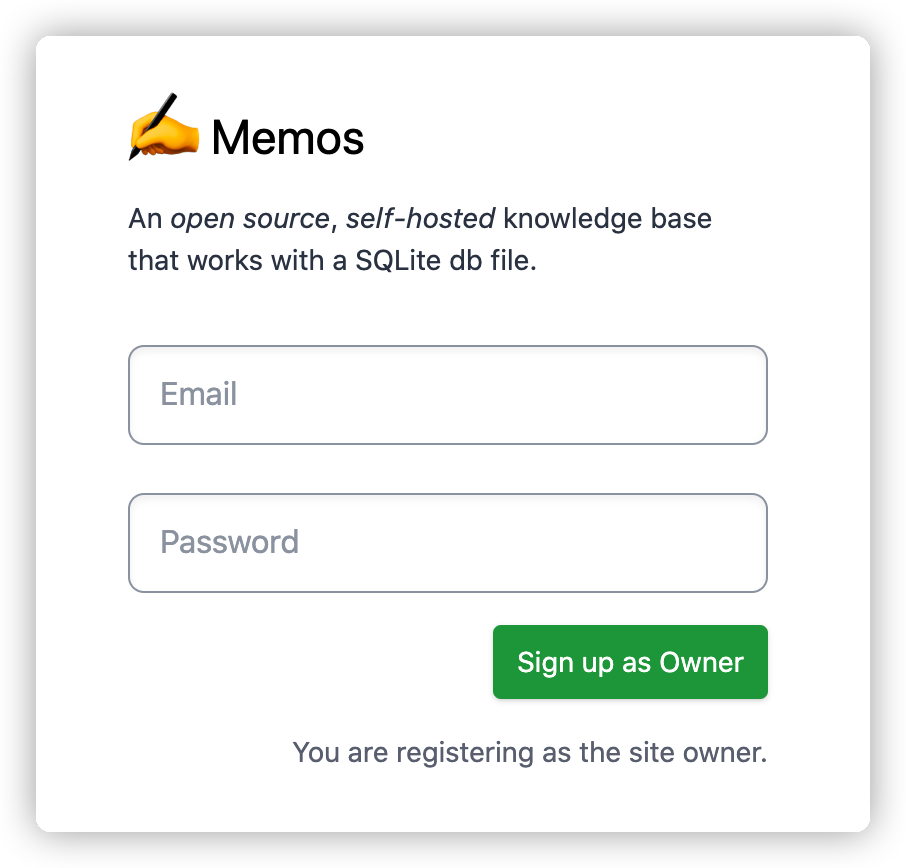 Memos
An open source, self-hosted knowledge base
that works with a SQLite db file.
Email
Password
Sign up as Owner
You are registering as the site owner.